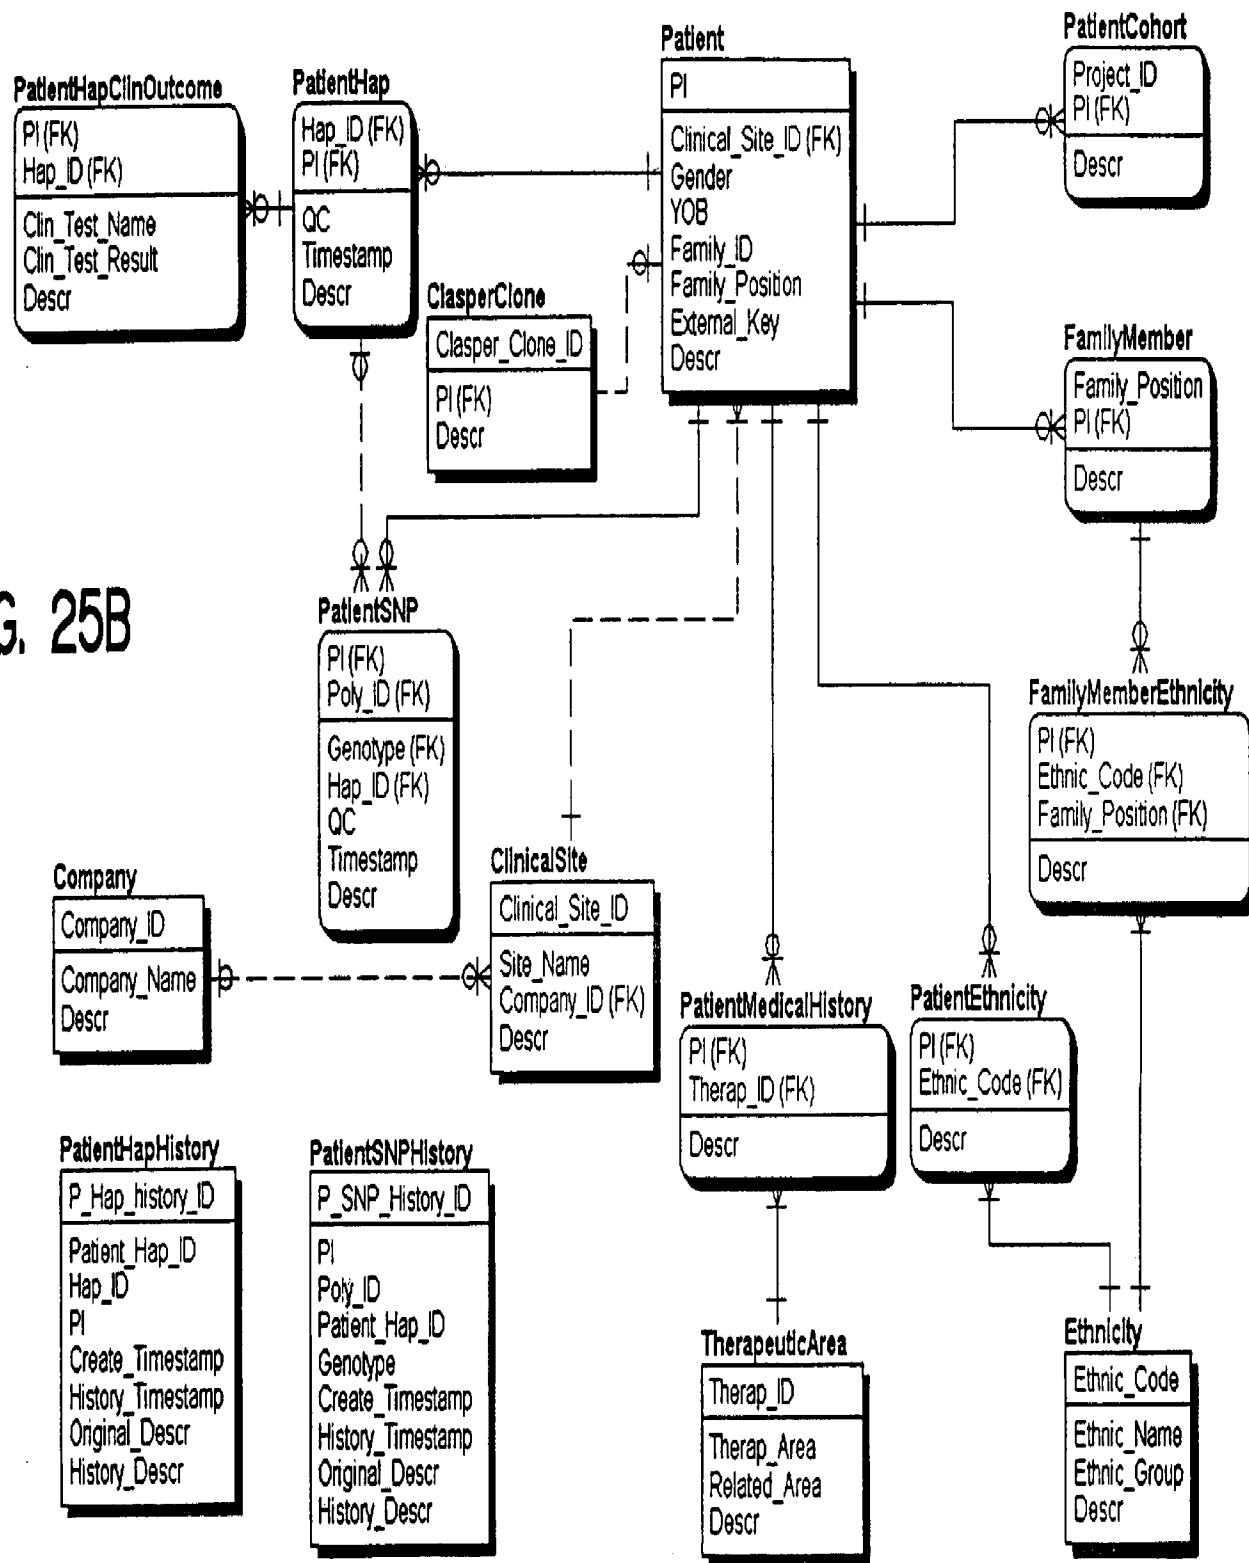 Patient
PI
Clinical_Site_ID (FK)
Gender
YOB
Family_ID
Family_Position
External_Key
Descr
PatientCohort
Project_ID
PI (FK)
Descr
PatientHapClinOutcome
PI (FK)
Hap_ID (FK)
Clin_Test_Name
Clin_Test_Result
Descr
PatientHap
Hap_ID (FK)
PI (FK)
QC
Timestamp
Descr
ClasperClone
Clasper_Clone_ID
PI (FK)
Descr
FamilyMember
Family_Position
PI (FK)
Descr
G. 25B
PatientSNP
PI (FK)
Poly_ID (FK)
Genotype (FK)
Hap_ID (FK)
QC
Timestamp
Descr
FamilyMemberEthnicity
PI (FK)
Ethnic_Code (FK)
Family_Position (FK)
Descr
Company
Company_ID
Company_Name
Descr
ClinicalSite
Clinical_Site_ID
Site_Name
Company_ID (FK)
Descr
PatientMedicalHistory
PI (FK)
Therap_ID (FK)
Descr
PatientEthnicity
PI (FK)
Ethnic_Code (FK)
Descr
PatientHapHistory
P_Hap_history_ID
Patient_Hap_ID
Hap_ID
PI
Create_Timestamp
History_Timestamp
Original_Descr
History_Descr
PatientSNPHistory
P_SNP_History_ID
PI
Poly_ID
Patient_Hap_ID
Genotype
Create_Timestamp
History_Timestamp
Original_Descr
History_Descr
TherapeuticArea
Therap_ID
Therap_Area
Related_Area
Descr
Ethnicity
Ethnic_Code
Ethnic_Name
Ethnic_Group
Descr